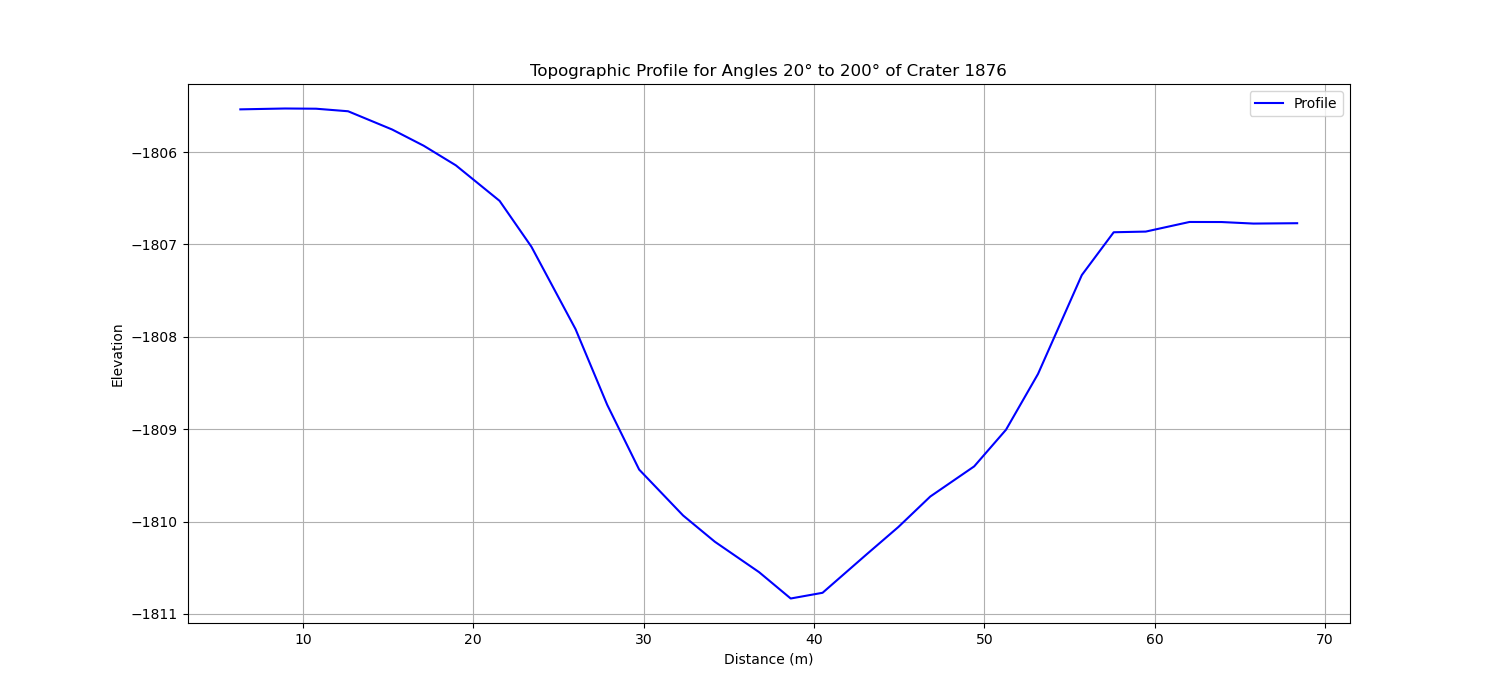 Topographic Profile for Angles 20° to 200° of Crater 1876
Profile
Elevation
−1806
−1807
−1808
−1809
−1810
−1811
10 20 30 40 50 60 70
Distance (m)